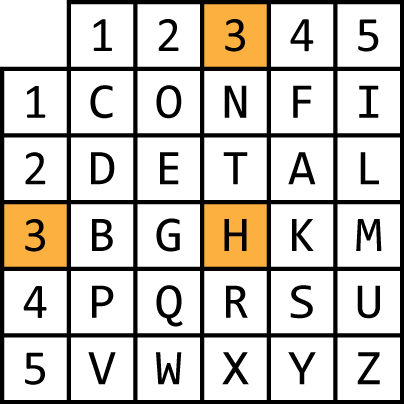 1 2 3 4 5
1 C O N F I
2 D E T A L
3 B G H K M
4 P Q R S U
5 V W X Y Z